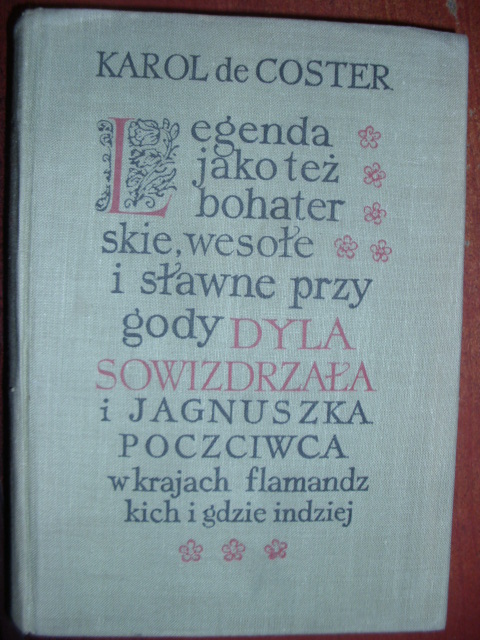 KAROL de COSTER
Legenda
jako też
bohater
skie, wesołe
i sławne przy
gody DYLA
SOWIZDRZAŁA
i JAGNUSZKA
POCZCIWCA
w krajach flamandz
kich i gdzie indziej